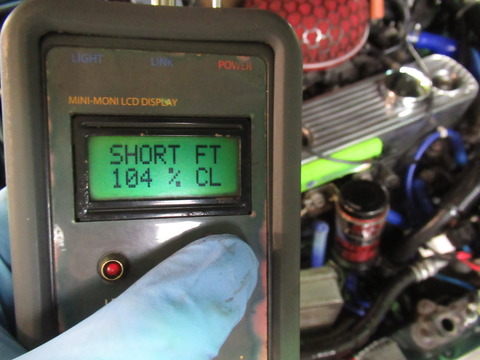 LIGHT LINK POWER
MINI-MONI LCD DISPLAY
SHORT FT
104 % CL